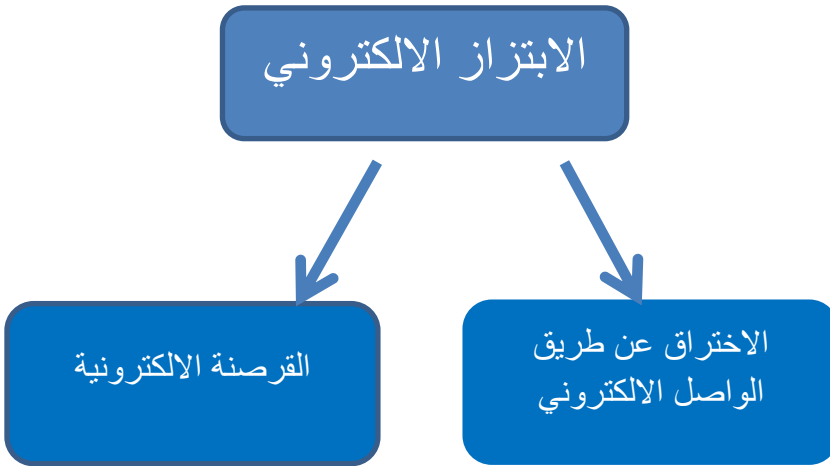 الابتزاز الالكتروني
الاختراق عن طريق
الواصل الالكتروني
القرصنة الالكترونية